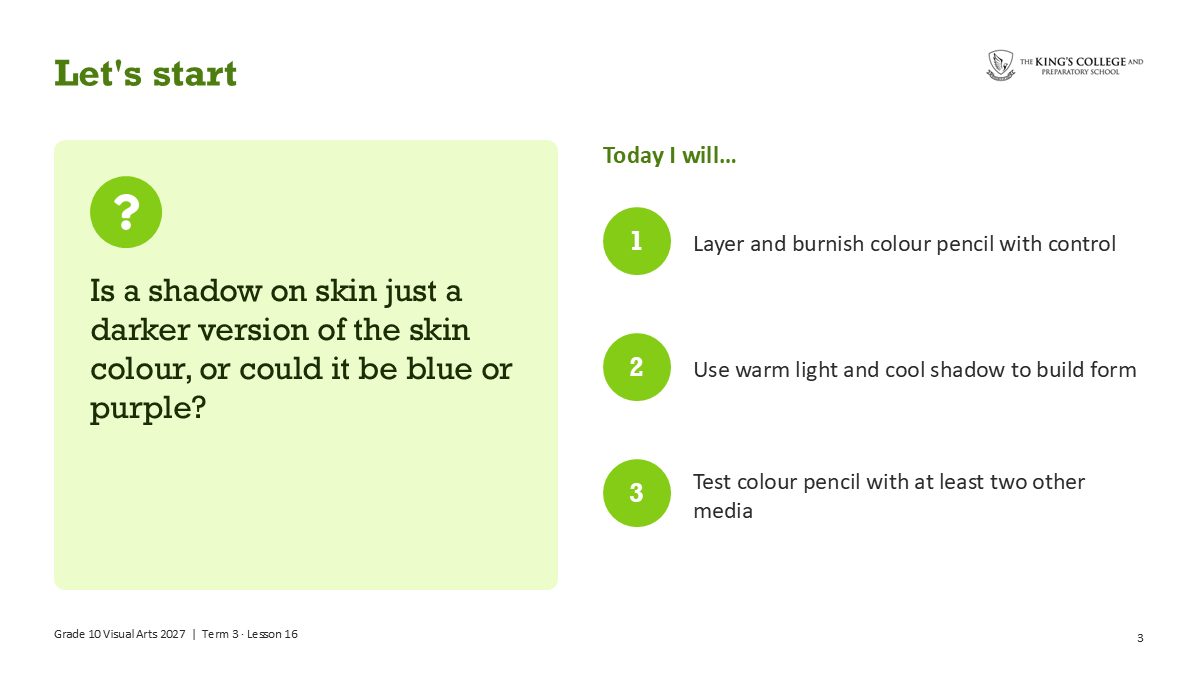 Let's start
THE KING'S COLLEGE AND
PREPARATORY SCHOOL
?
Is a shadow on skin just a
darker version of the skin
colour, or could it be blue or
purple?
Today I will...
1
Layer and burnish colour pencil with control
2
Use warm light and cool shadow to build form
3
Test colour pencil with at least two other
media
Grade 10 Visual Arts 2027 | Term 3 · Lesson 16
3